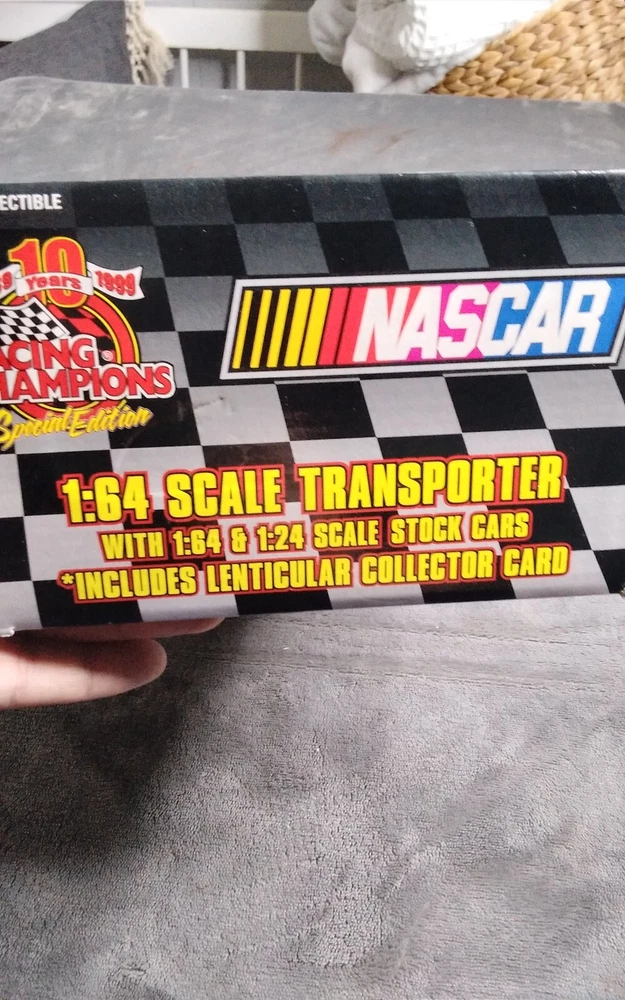 ECTIBLE
10
9 Years 1999
ACING
HAMPIONS®
Special Edition
NASCAR
1:64 SCALE TRANSPORTER
WITH 1:64 & 1:24 SCALE STOCK CARS
*INCLUDES LENTICULAR COLLECTOR CARD